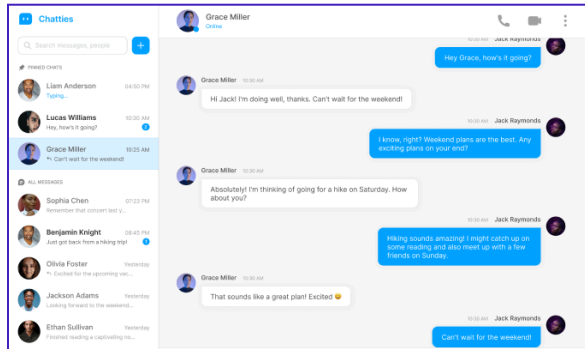 Chatties
Search messages, people
PINNED CHATS
Liam Anderson 04:50 PM
Typing...
Lucas Williams 10:30 AM
Hey, how's it going?
Grace Miller 10:25 AM
Can't wait for the weekend!
ALL MESSAGES
Sophia Chen 07:23 PM
Remember that concert last y...
Benjamin Knight 08:45 PM
Just got back from a hiking trip!
Olivia Foster Yesterday
Excited for the upcoming vac...
Jackson Adams Yesterday
Looking forward to the weekend...
Ethan Sullivan Yesterday
Finished reading a captivating no...
Grace Miller
Online
10:30 AM Jack Raymonds
Hey Grace, how's it going?
Grace Miller 10:30 AM
Hi Jack! I'm doing well, thanks. Can't wait for the weekend!
10:30 AM Jack Raymonds
I know, right? Weekend plans are the best. Any
exciting plans on your end?
Grace Miller 10:30 AM
Absolutely! I'm thinking of going for a hike on Saturday. How
about you?
10:30 AM Jack Raymonds
Hiking sounds amazing! I might catch up on
some reading and also meet up with a few
friends on Sunday.
Grace Miller 10:30 AM
That sounds like a great plan! Excited 😄
10:30 AM Jack Raymonds
Can't wait for the weekend!